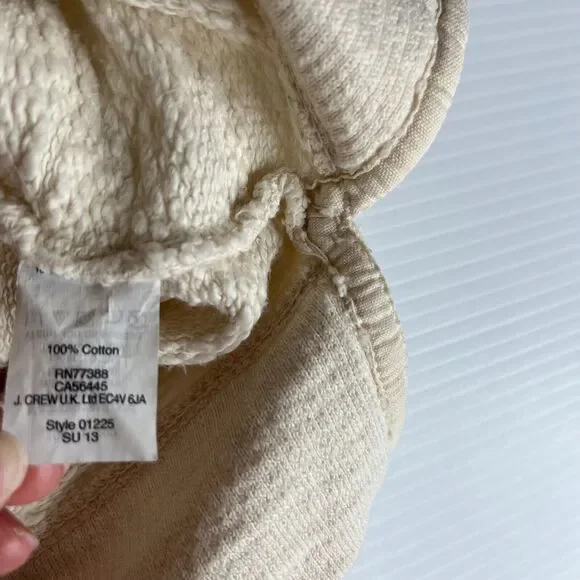 100% Cotton
RN77388
CA56445
J. CREW U.K. Ltd EC4V 6JA
Style 01225
SU 13